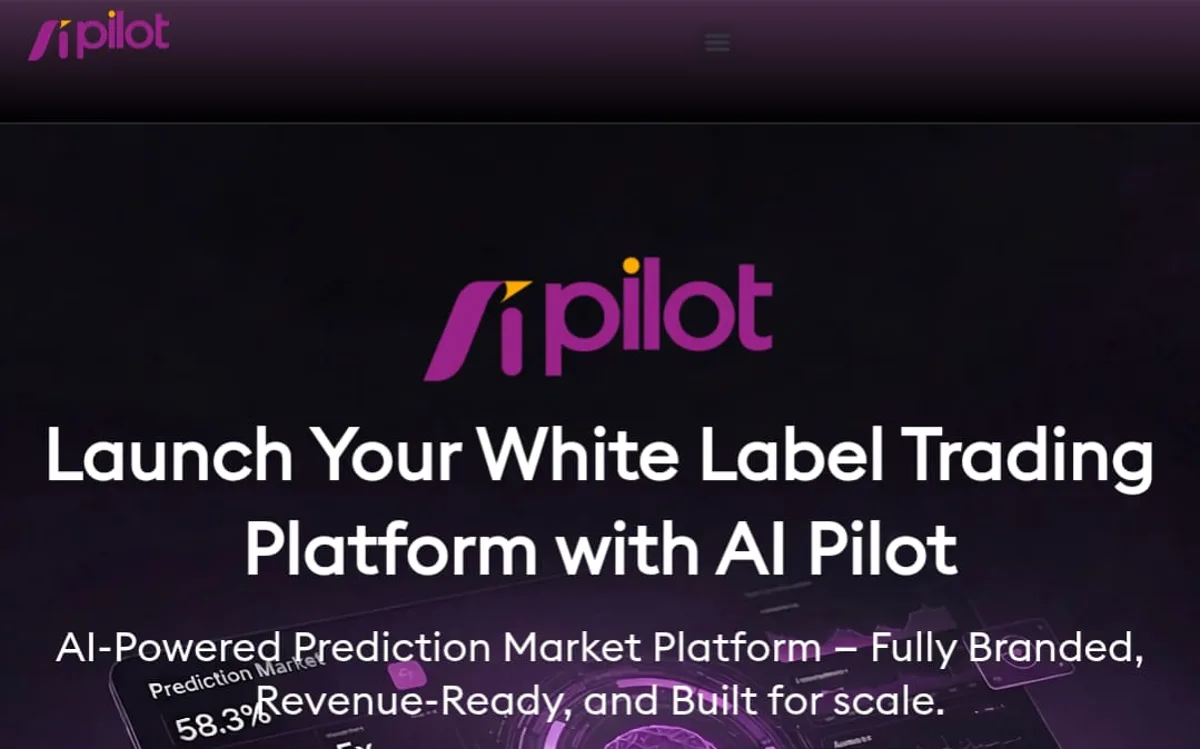 Aipilot
Aipilot
Launch Your White Label Trading
Platform with AI Pilot
AI-Powered Prediction Market Platform – Fully Branded,
Revenue-Ready, and Built for scale.
Prediction Market
58.3%
5x